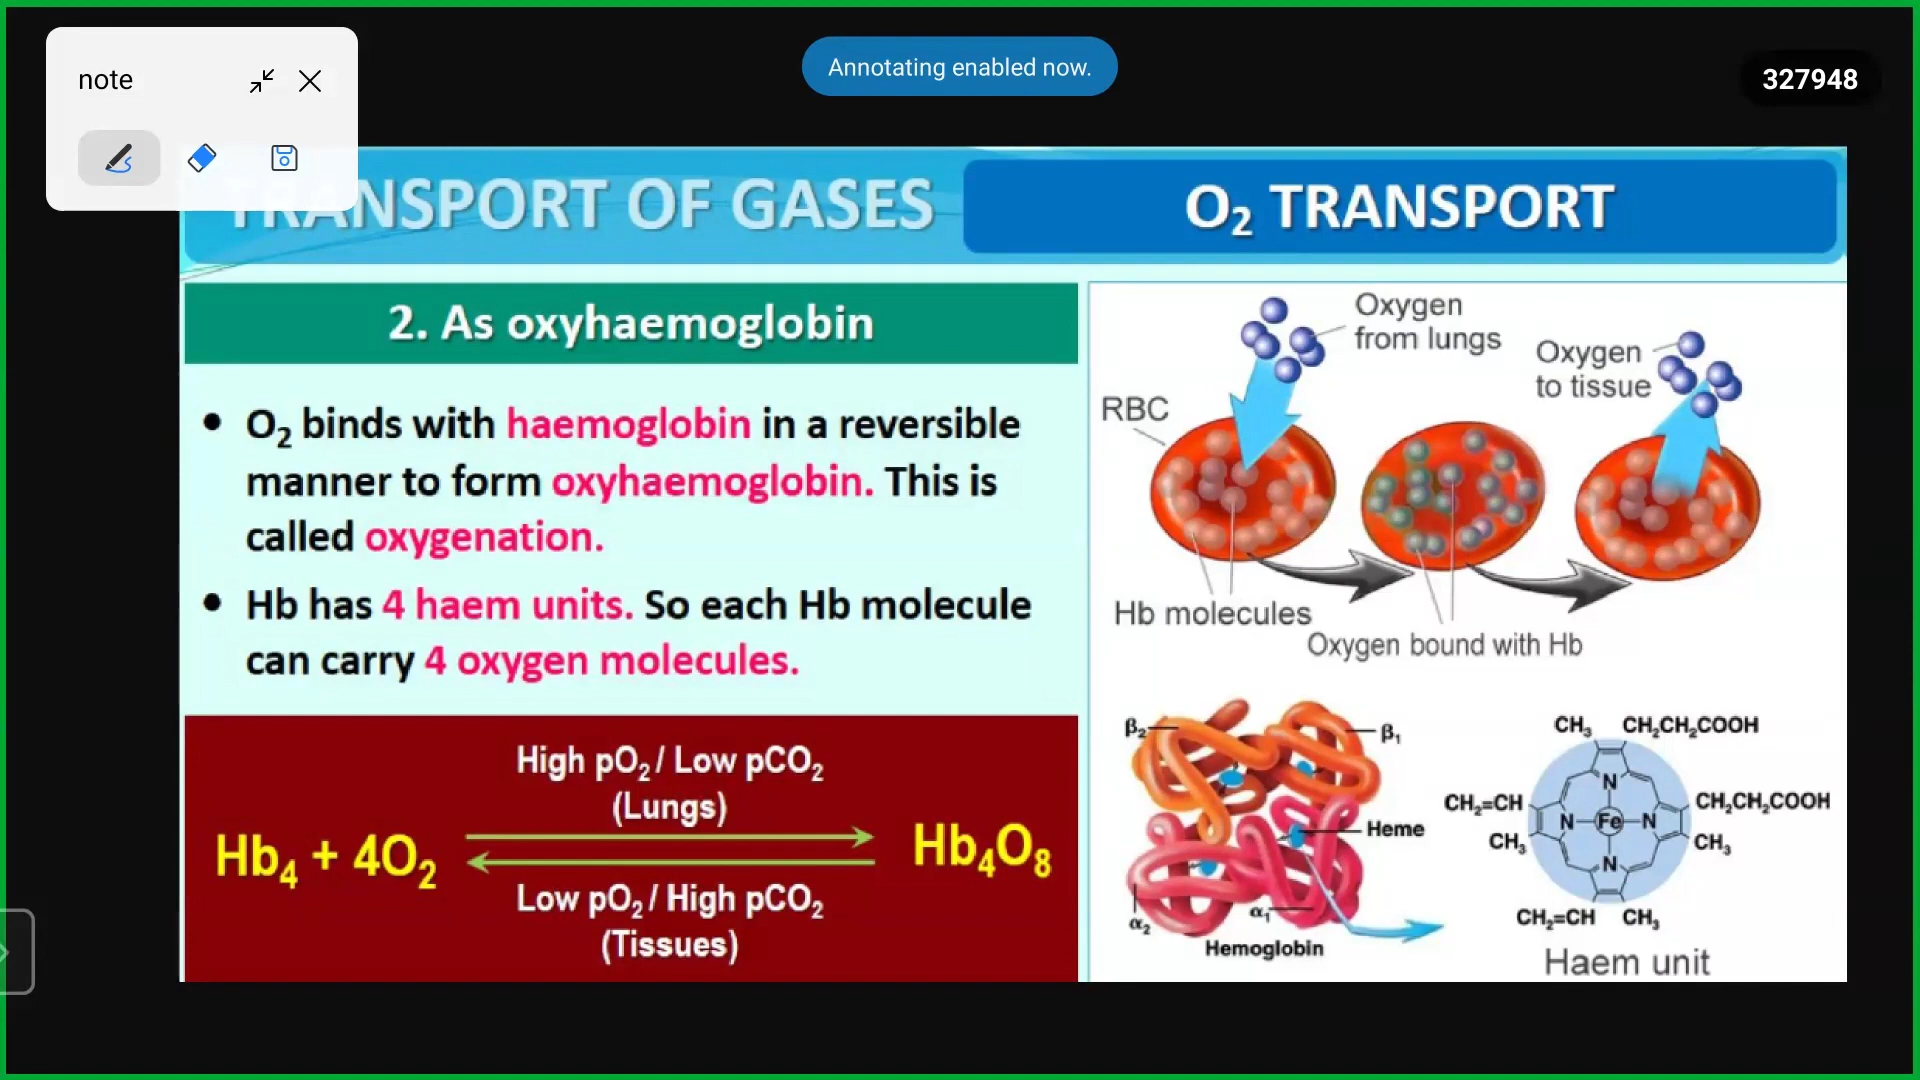 note
Annotating enabled now.
327948
TRANSPORT OF GASES
O₂ TRANSPORT
2. As oxyhaemoglobin
• O₂ binds with haemoglobin in a reversible
manner to form oxyhaemoglobin. This is
called oxygenation.
• Hb has 4 haem units. So each Hb molecule
can carry 4 oxygen molecules.
High pO₂ / Low pCO₂
(Lungs)
Hb₄ + 4O₂
Hb₄O₈
Low pO₂ / High pCO₂
(Tissues)
Oxygen
from lungs
Oxygen
to tissue
RBC
Hb molecules
Oxygen bound with Hb
β₂
β₁
Heme
α₂
α₁
Hemoglobin
CH₃ CH₂CH₂COOH
CH₂=CH
CH₂CH₂COOH
N
N
Fe
N
N
CH₃
CH₃
CH₂=CH CH₃
Haem unit